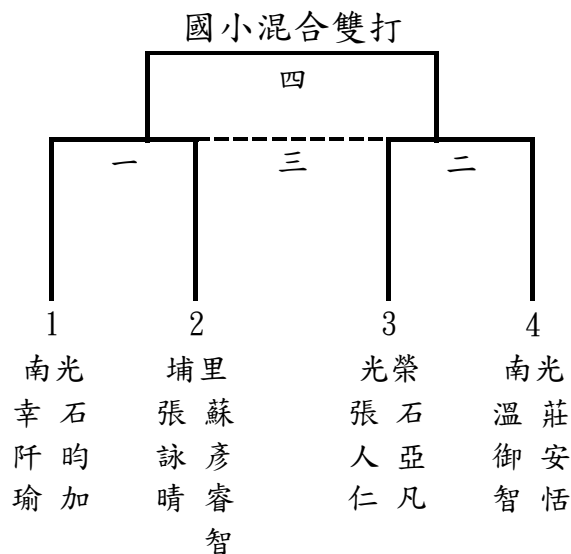 國小混合雙打
四
一
三
二
1
南光
幸阡瑜
石昀加
2
埔里
張詠晴
蘇彥睿智
3
光榮
張人仁
石亞凡
4
南光
溫御智
莊安恬